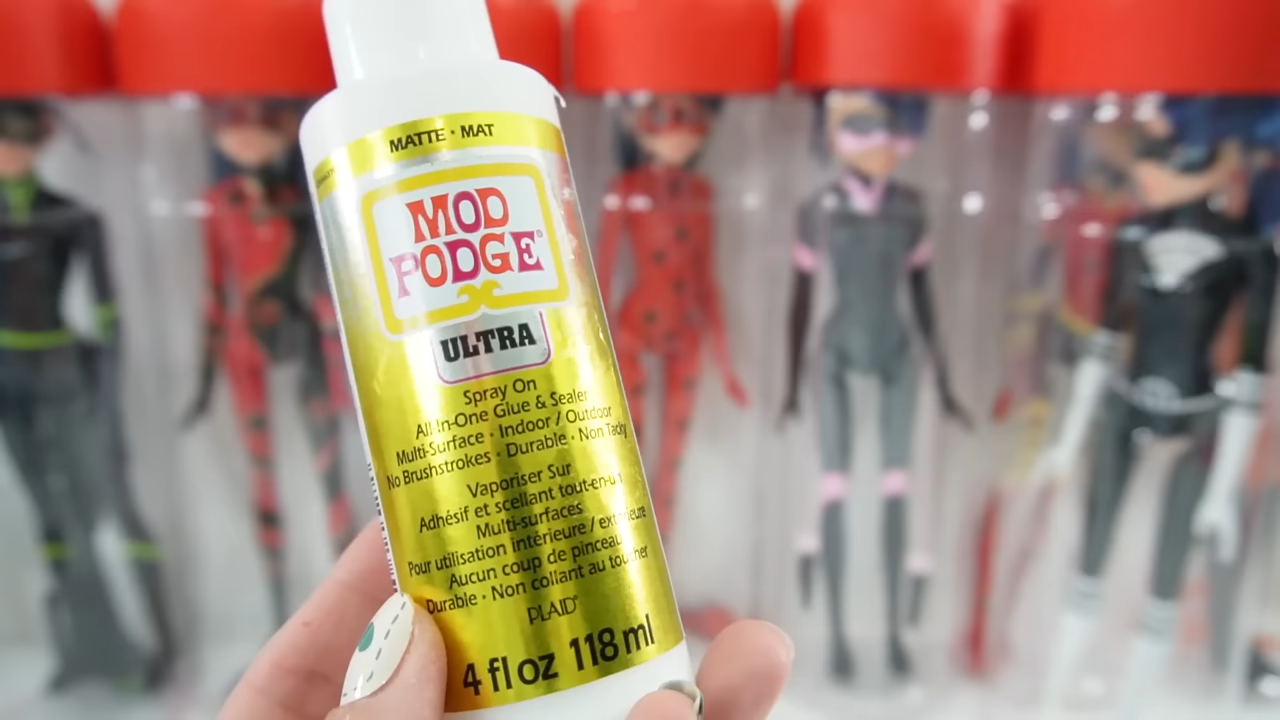 MATTE • MAT
MOD
PODGE®
ULTRA
Spray On
All-In-One Glue & Sealer
Multi-Surface • Indoor / Outdoor
No Brushstrokes • Durable • Non Tacky
Vaporiser Sur
Adhésif et scellant tout-en-u
Multi-surfaces
Pour utilisation intérieure / extérieure
Aucun coup de pinceau
Durable • Non collant au toucher
PLAID®
4 fl oz 118 ml